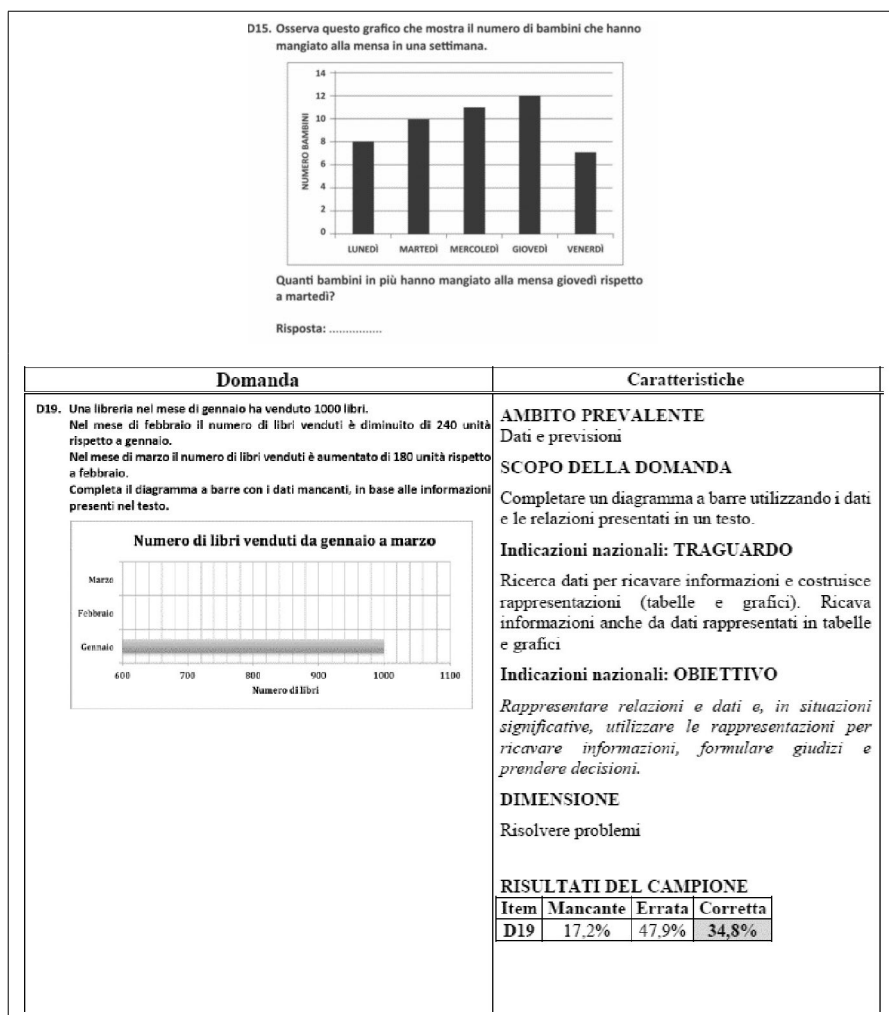 D15. Osserva questo grafico che mostra il numero di bambini che hanno
mangiato alla mensa in una settimana.
14
12
10
8
6
4
2
0
NUMERO BAMBINI
LUNEDÌ MARTEDÌ MERCOLEDÌ GIOVEDÌ VENERDÌ
Quanti bambini in più hanno mangiato alla mensa giovedì rispetto
a martedì?
Risposta: ................
Domanda
D19. Una libreria nel mese di gennaio ha venduto 1000 libri.
Nel mese di febbraio il numero di libri venduti è diminuito di 240 unità
rispetto a gennaio.
Nel mese di marzo il numero di libri venduti è aumentato di 180 unità rispetto
a febbraio.
Completa il diagramma a barre con i dati mancanti, in base alle informazioni
presenti nel testo.
Numero di libri venduti da gennaio a marzo
Marzo
Febbraio
Gennaio
600 700 800 900 1000 1100
Numero di libri
Caratteristiche
AMBITO PREVALENTE
Dati e previsioni
SCOPO DELLA DOMANDA
Completare un diagramma a barre utilizzando i dati
e le relazioni presentati in un testo.
Indicazioni nazionali: TRAGUARDO
Ricerca dati per ricavare informazioni e costruisce
rappresentazioni (tabelle e grafici). Ricava
informazioni anche da dati rappresentati in tabelle
e grafici
Indicazioni nazionali: OBIETTIVO
Rappresentare relazioni e dati e, in situazioni
significative, utilizzare le rappresentazioni per
ricavare informazioni, formulare giudizi e
prendere decisioni.
DIMENSIONE
Risolvere problemi
RISULTATI DEL CAMPIONE
Item Mancante Errata Corretta
D19 17,2% 47,9% 34,8%